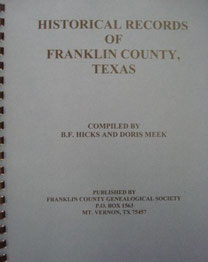 HISTORICAL RECORDS
OF
FRANKLIN COUNTY,
TEXAS
COMPILED BY
B.F. HICKS AND DORIS MEEK
PUBLISHED BY
FRANKLIN COUNTY GENEALOGICAL SOCIETY
P.O. BOX 1563
MT. VERNON, TX 75457